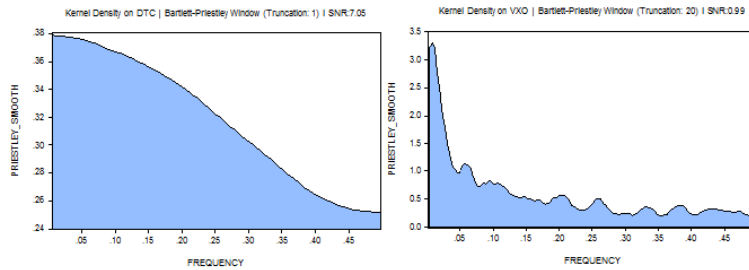 Kernel Density on DTC | Bartlett-Priestley Window (Truncation: 1) I SNR:7.05
PRIESTLEY_SMOOTH
.38
.36
.34
.32
.30
.28
.26
.24
.05 .10 .15 .20 .25 .30 .35 .40 .45
FREQUENCY
Kernel Density on VXO | Bartlett-Priestley Window (Truncation: 20) I SNR:0.99
PRIESTLEY_SMOOTH
3.5
3.0
2.5
2.0
1.5
1.0
0.5
0.0
.05 .10 .15 .20 .25 .30 .35 .40 .45
FREQUENCY